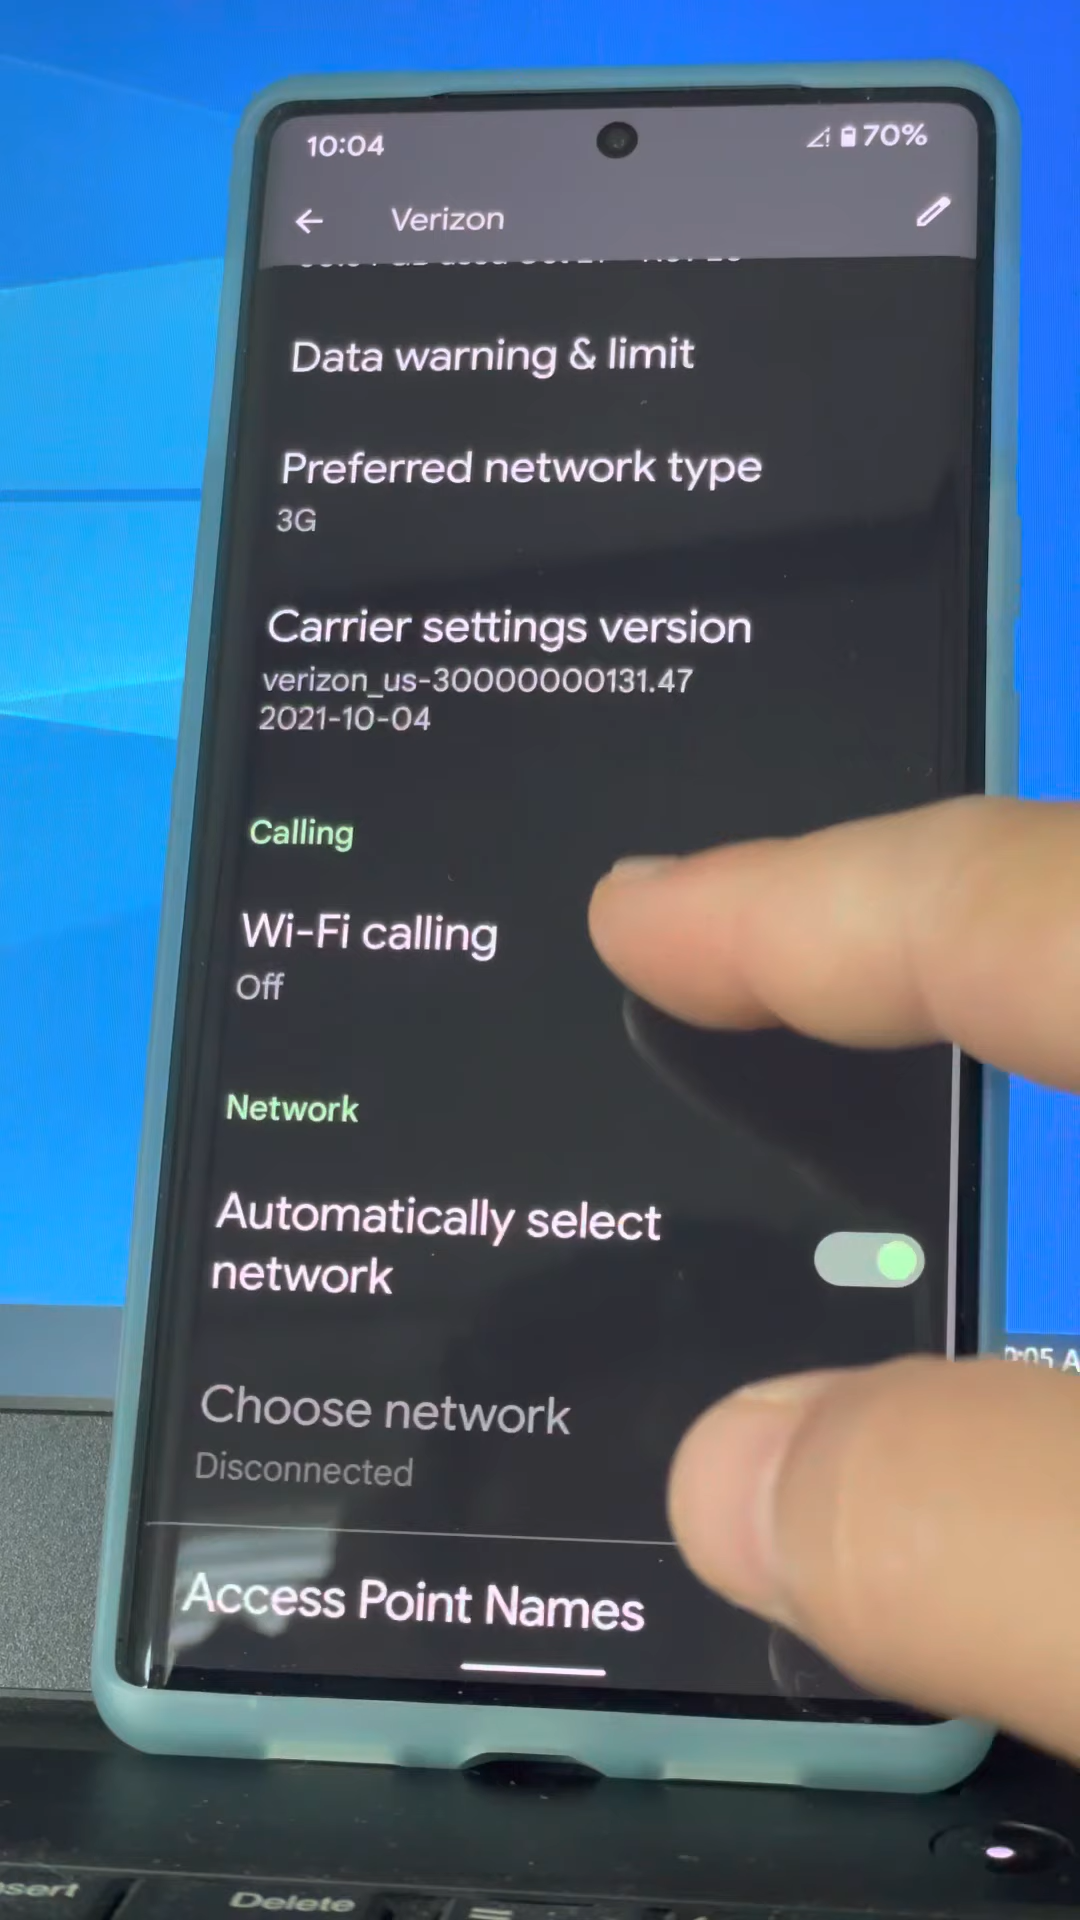 10:04
70%
Verizon
Data warning & limit
Preferred network type
3G
Carrier settings version
verizon_us-30000000131.47
2021-10-04
Calling
Wi-Fi calling
Off
Network
Automatically select
network
Choose network
Disconnected
Access Point Names
Delete